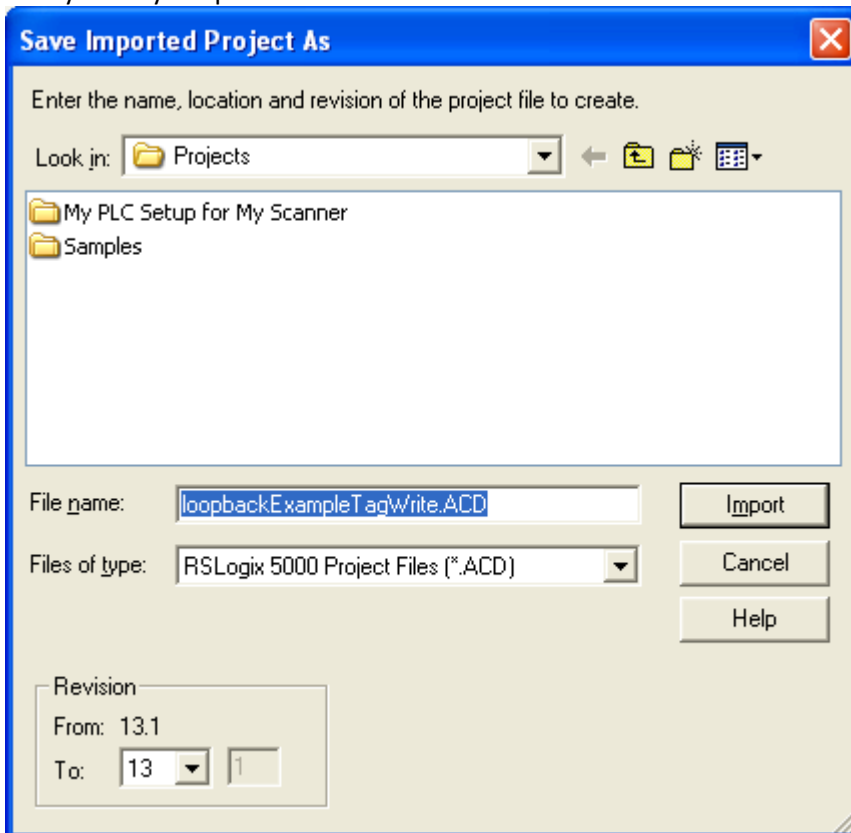 Save Imported Project As
Enter the name, location and revision of the project file to create.
Look in: Projects
My PLC Setup for My Scanner
Samples
File name: loopbackExampleTagWrite.ACD Import
Files of type: RSLogix 5000 Project Files (*.ACD) Cancel
Help
Revision
From: 13.1
To: 13 1